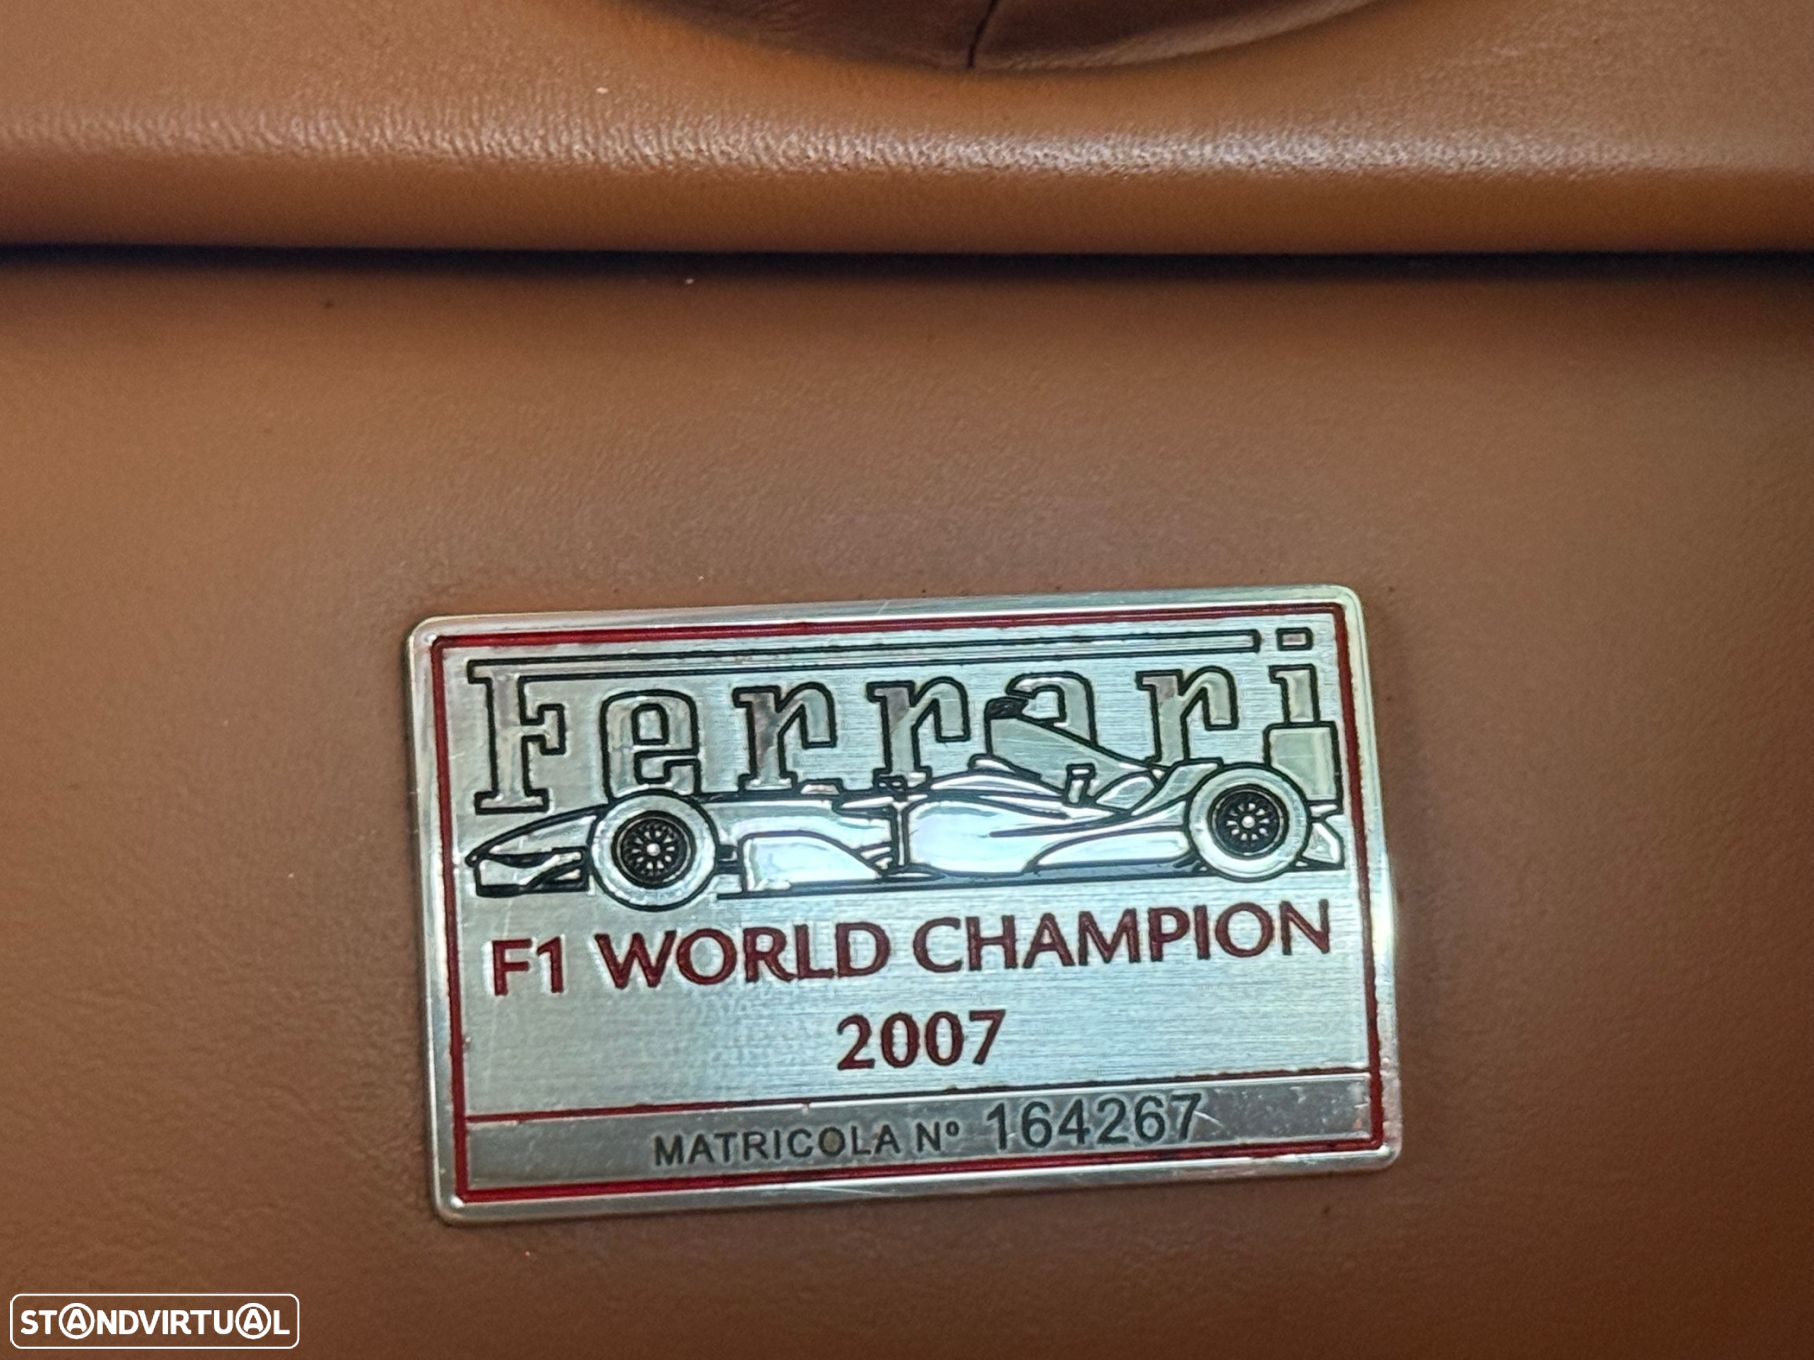 Ferrari
F1 WORLD CHAMPION
2007
MATRICOLA Nº 164267
STANDVIRTUAL